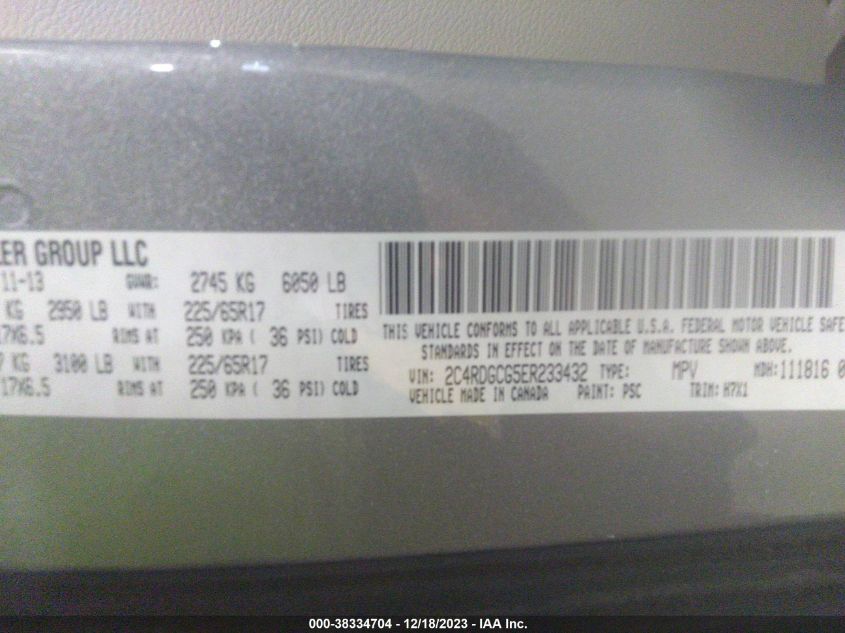 LER GROUP LLC
11-13 GVWR: 2745 KG 6050 LB
KG 2950 LB WITH 225/65R17 TIRES
17X6.5 RIMS AT 250 KPA ( 36 PSI) COLD
KG 3100 LB WITH 225/65R17 TIRES
17X6.5 RIMS AT 250 KPA ( 36 PSI) COLD
THIS VEHICLE CONFORMS TO ALL APPLICABLE U.S.A. FEDERAL MOTOR VEHICLE SAFE
STANDARDS IN EFFECT ON THE DATE OF MANUFACTURE SHOWN ABOVE.
VIN: 2C4RDGCG5ER233432 TYPE: MPV MDH:111816 0
VEHICLE MADE IN CANADA PAINT: PSC TRIM: H7X1
000-38334704 - 12/18/2023 - IAA Inc.